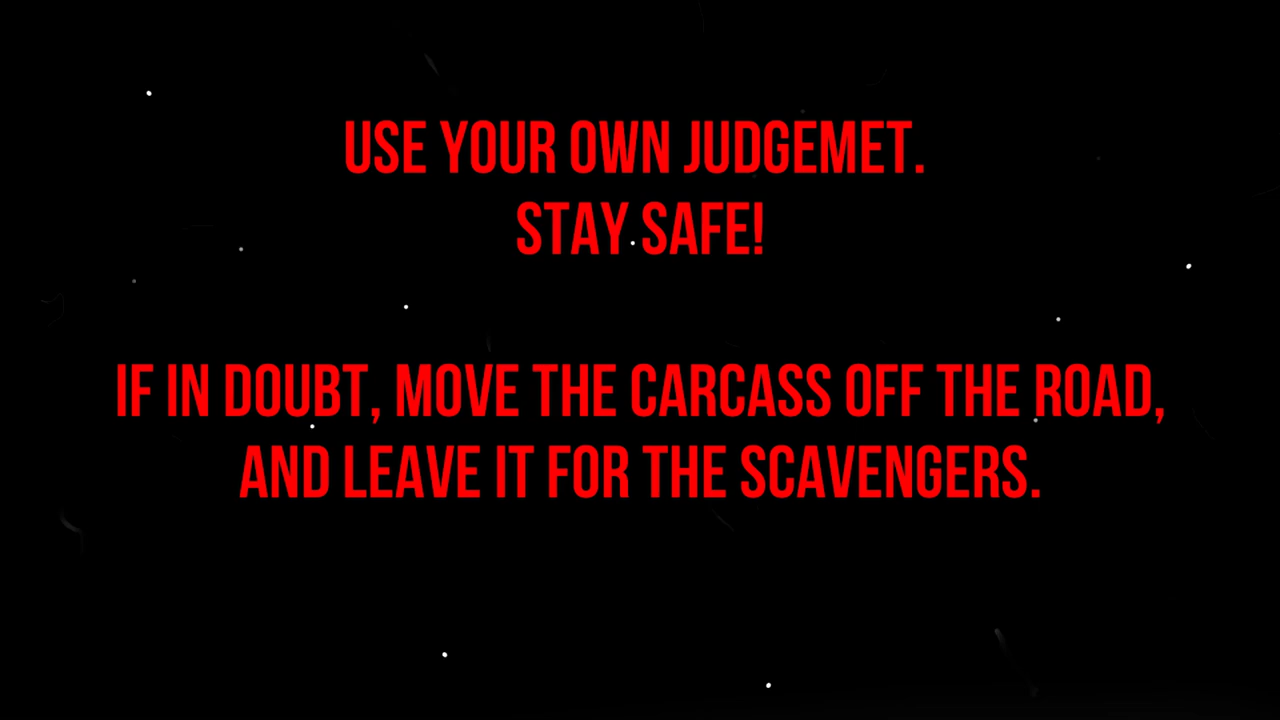 USE YOUR OWN JUDGEMET.
STAY SAFE!
IF IN DOUBT, MOVE THE CARCASS OFF THE ROAD,
AND LEAVE IT FOR THE SCAVENGERS.